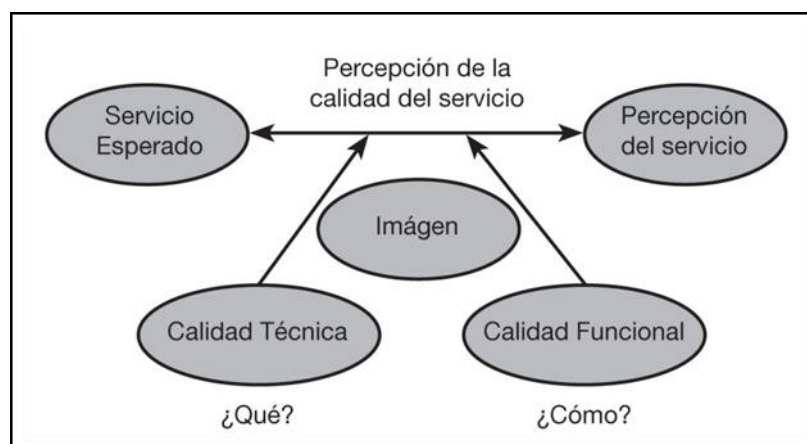 Percepción de la
calidad del servicio
Servicio
Esperado
Percepción
del servicio
Imágen
Calidad Técnica
Calidad Funcional
¿Qué?
¿Cómo?